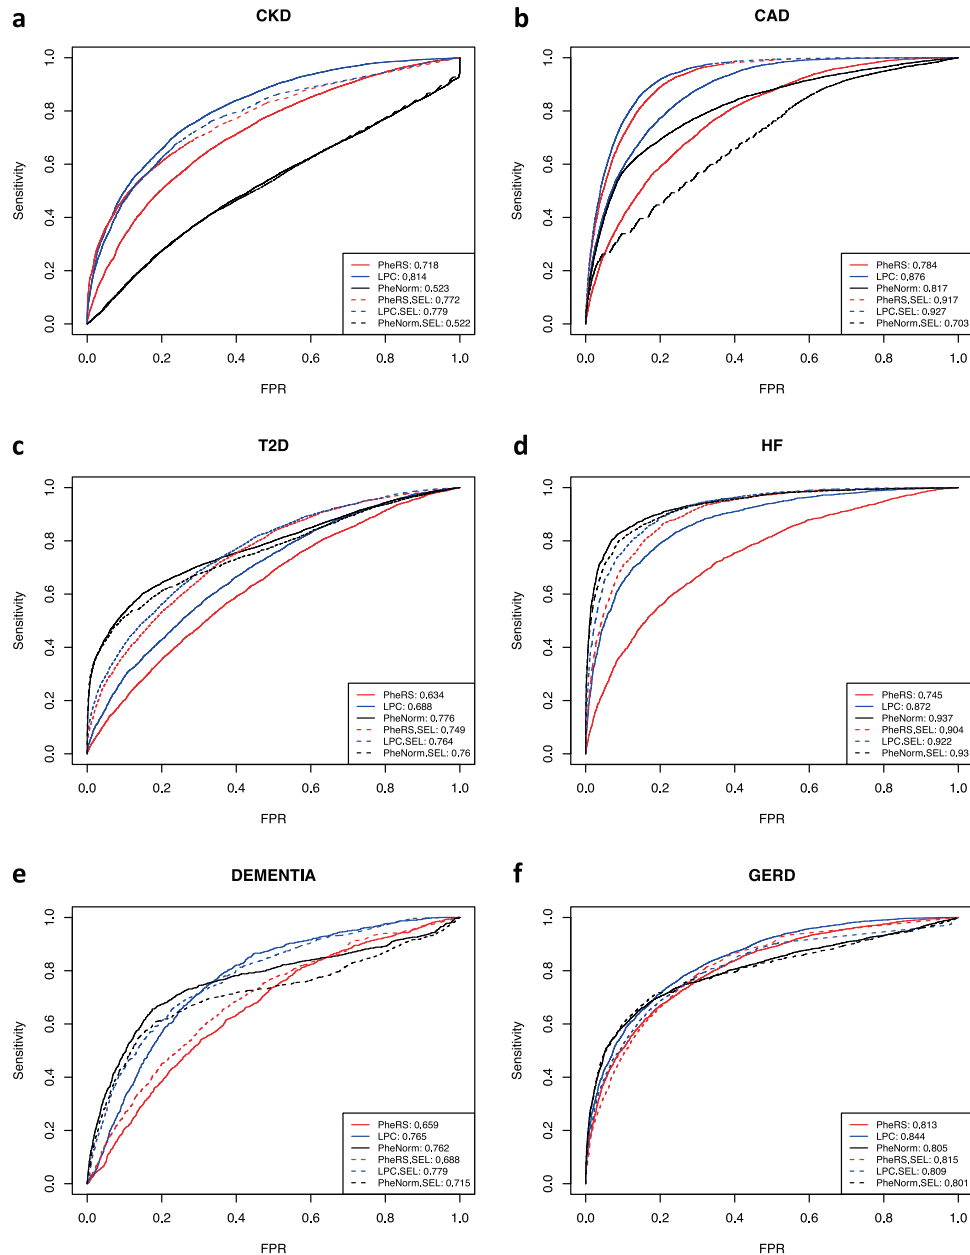 a
CKD
Sensitivity
1.0
0.8
0.6
0.4
0.2
0.0
PheRS: 0.718
LPC: 0.814
PheNorm: 0.523
PheRS.SEL: 0.772
LPC.SEL: 0.779
PheNorm.SEL: 0.522
0.0 0.2 0.4 0.6 0.8 1.0
FPR
b
CAD
Sensitivity
1.0
0.8
0.6
0.4
0.2
0.0
PheRS: 0.784
LPC: 0.876
PheNorm: 0.817
PheRS.SEL: 0.917
LPC.SEL: 0.927
PheNorm.SEL: 0.703
0.0 0.2 0.4 0.6 0.8 1.0
FPR
c
T2D
Sensitivity
1.0
0.8
0.6
0.4
0.2
0.0
PheRS: 0.634
LPC: 0.688
PheNorm: 0.776
PheRS.SEL: 0.749
LPC.SEL: 0.764
PheNorm.SEL: 0.76
0.0 0.2 0.4 0.6 0.8 1.0
FPR
d
HF
Sensitivity
1.0
0.8
0.6
0.4
0.2
0.0
PheRS: 0.745
LPC: 0.872
PheNorm: 0.937
PheRS.SEL: 0.904
LPC.SEL: 0.922
PheNorm.SEL: 0.93
0.0 0.2 0.4 0.6 0.8 1.0
FPR
e
DEMENTIA
Sensitivity
1.0
0.8
0.6
0.4
0.2
0.0
PheRS: 0.659
LPC: 0.765
PheNorm: 0.762
PheRS.SEL: 0.688
LPC.SEL: 0.779
PheNorm.SEL: 0.715
0.0 0.2 0.4 0.6 0.8 1.0
FPR
f
GERD
Sensitivity
1.0
0.8
0.6
0.4
0.2
0.0
PheRS: 0.813
LPC: 0.844
PheNorm: 0.805
PheRS.SEL: 0.815
LPC.SEL: 0.809
PheNorm.SEL: 0.801
0.0 0.2 0.4 0.6 0.8 1.0
FPR